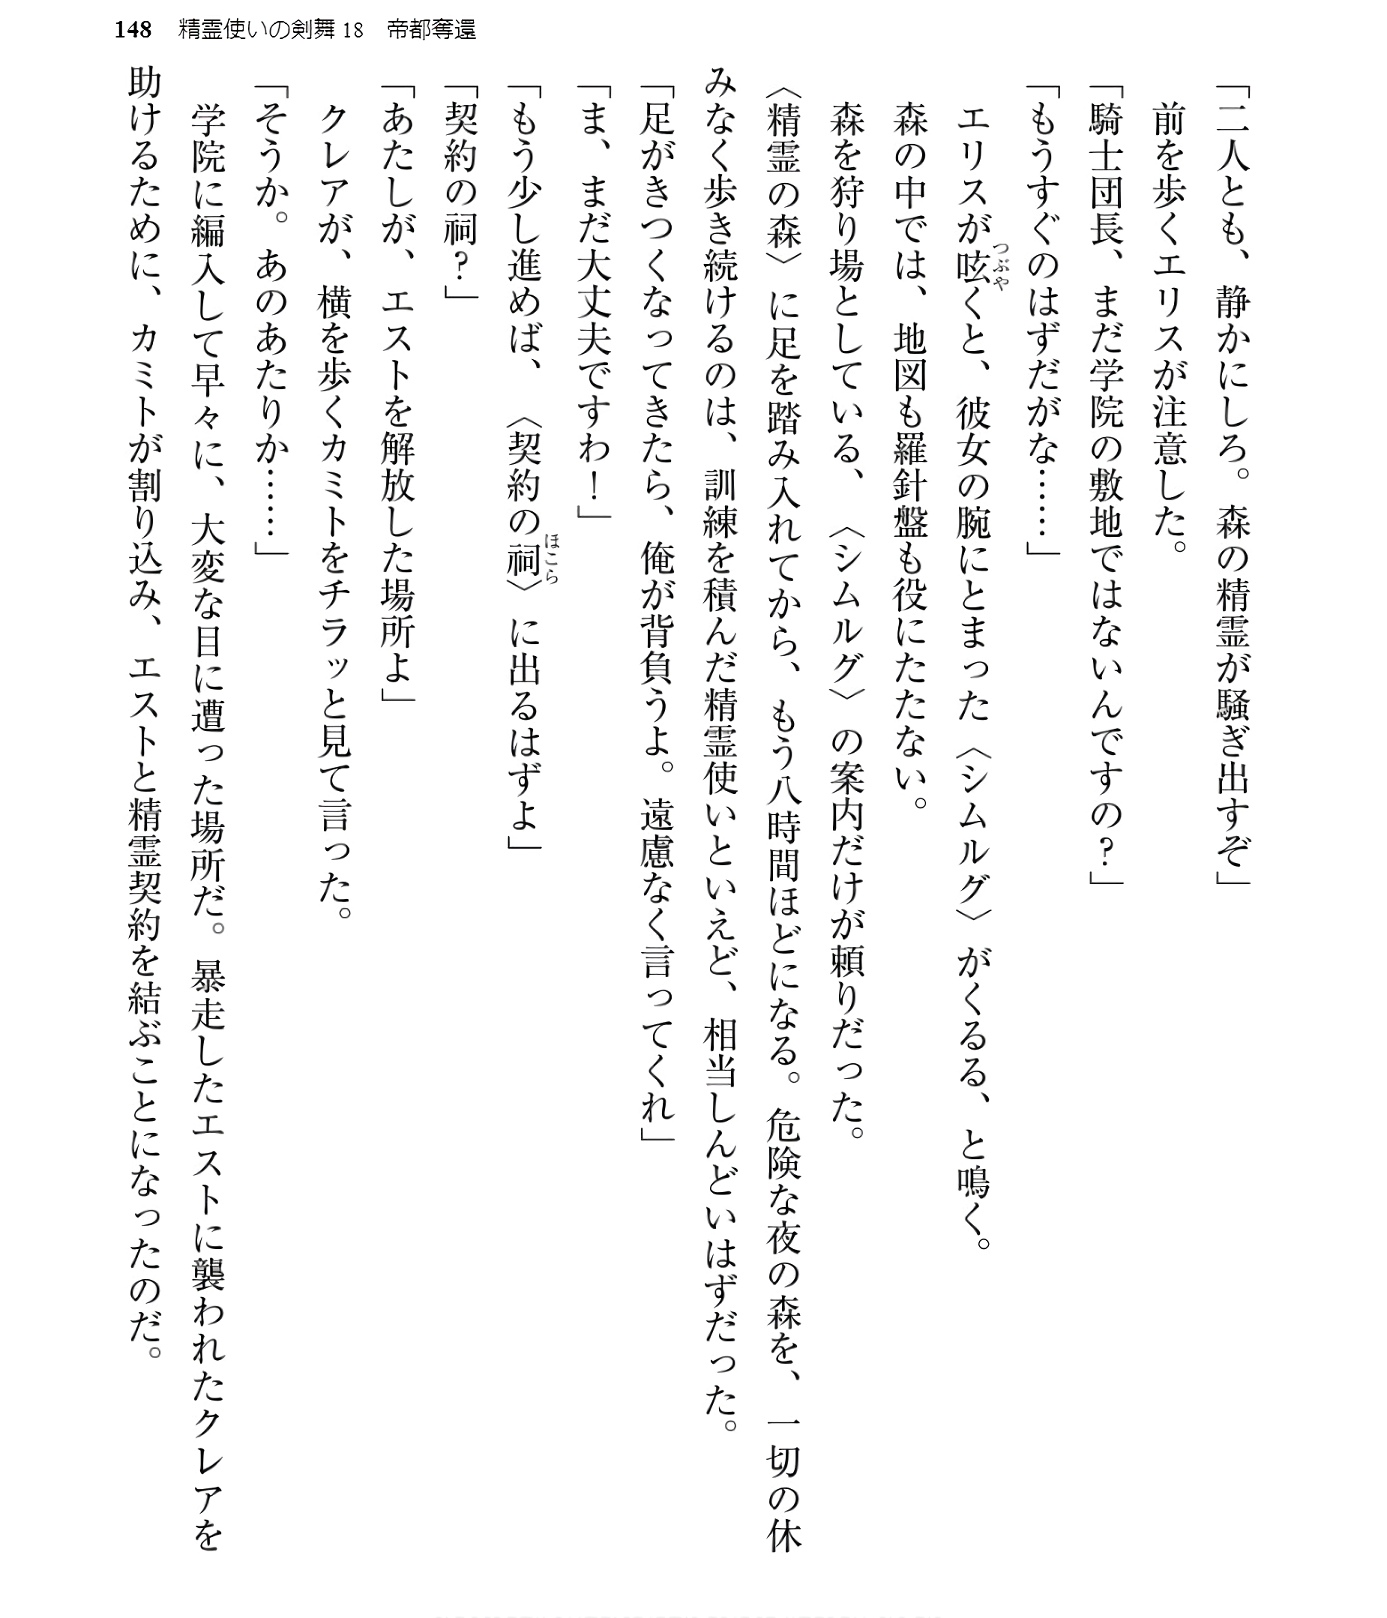 148　精霊使いの剣舞18　帝都奪還
「二人とも、静かにしろ。森の精霊が騒ぎ出すぞ」
前を歩くエリスが注意した。
「騎士団長、まだ学院の敷地ではないんですの？」
「もうすぐのはずだがな……」
エリスが呟くと、彼女の腕にとまった〈シムルグ〉がくるる、と鳴く。
つぶや
森の中では、地図も羅針盤も役にたたない。
森を狩り場としている、〈シムルグ〉の案内だけが頼りだった。
〈精霊の森〉に足を踏み入れてから、もう八時間ほどになる。危険な夜の森を、一切の休
みなく歩き続けるのは、訓練を積んだ精霊使いといえど、相当しんどいはずだった。
「足がきつくなってきたら、俺が背負うよ。遠慮なく言ってくれ」
「ま、まだ大丈夫ですわ！」
「もう少し進めば、〈契約の祠〉に出るはずよ」
ほこら
「契約の祠？」
「あたしが、エストを解放した場所よ」
クレアが、横を歩くカミトをチラッと見て言った。
「そうか。あのあたりか……」
学院に編入して早々に、大変な目に遭った場所だ。暴走したエストに襲われたクレアを
助けるために、カミトが割り込み、エストと精霊契約を結ぶことになったのだ。